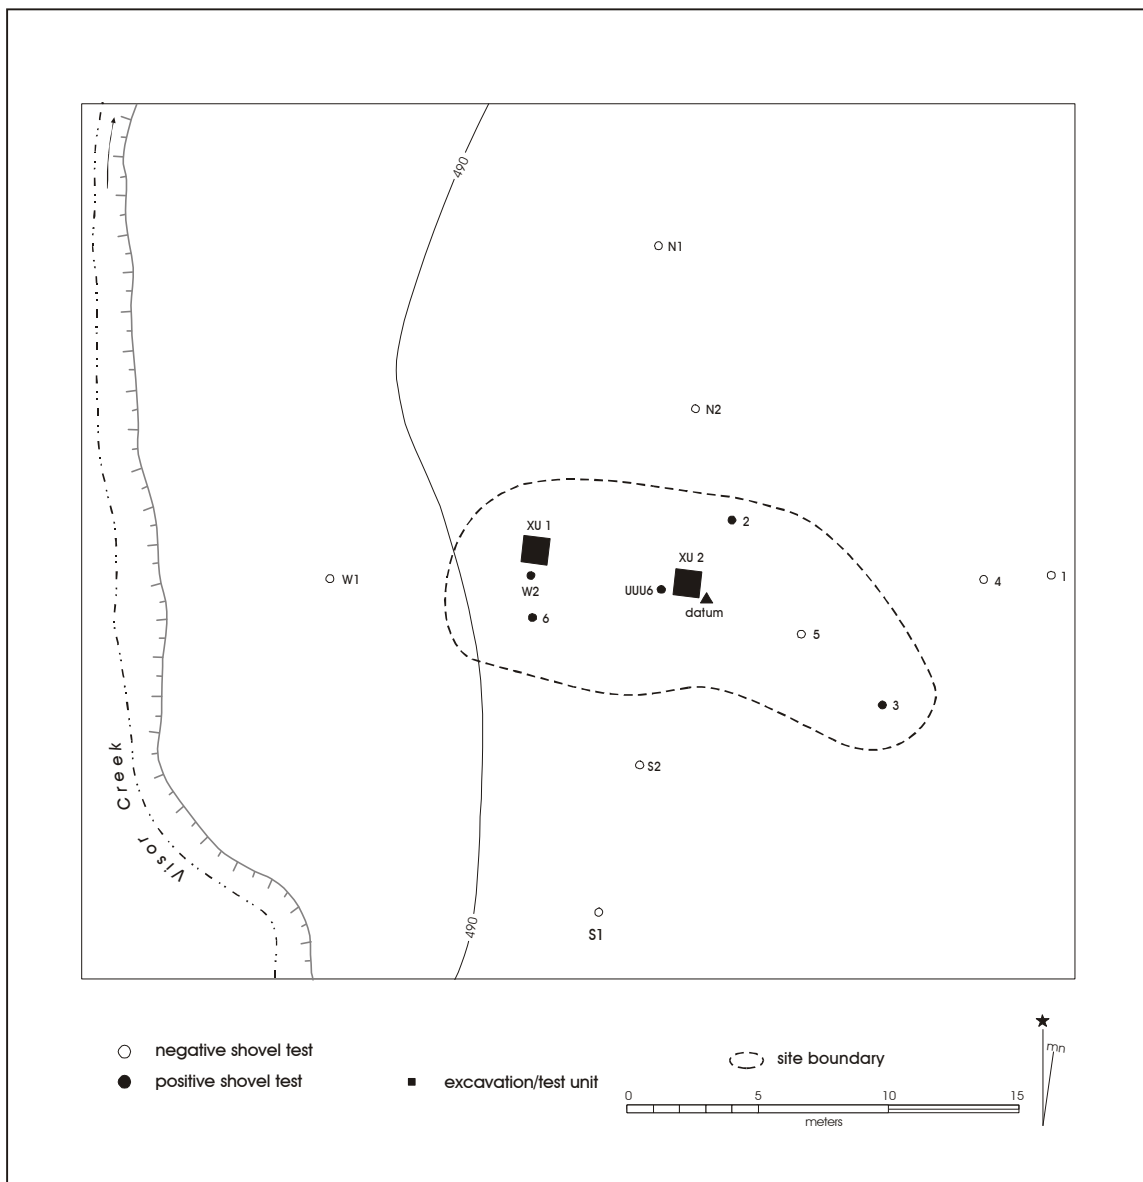 490
N1
N2
2
XU 1
XU 2
W1
W2
UUU6
datum
4
1
6
5
3
S2
Visor Creek
490
S1
negative shovel test
positive shovel test
excavation/test unit
site boundary
0 5 10 15
meters
mn